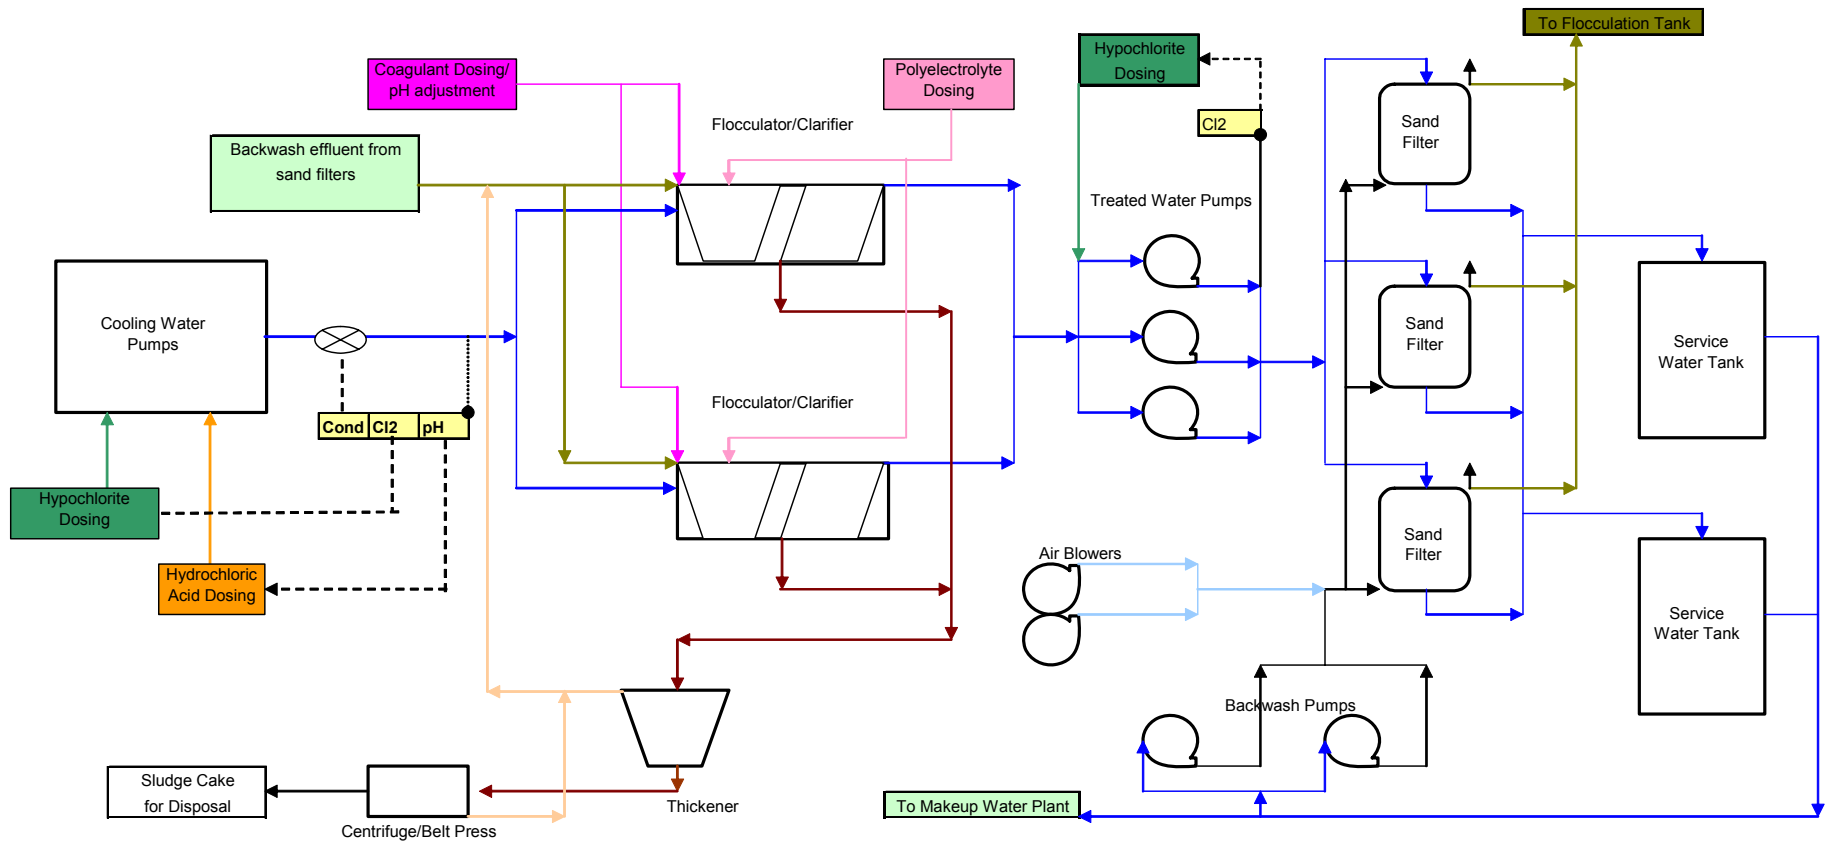 To Flocculation Tank
Hypochlorite
Dosing
Coagulant Dosing/
pH adjustment
Polyelectrolyte
Dosing
Cl2
Flocculator/Clarifier
Sand
Filter
Backwash effluent from
sand filters
Treated Water Pumps
Cooling Water
Pumps
Sand
Filter
Service
Water Tank
Flocculator/Clarifier
Cond
Cl2
pH
Hypochlorite
Dosing
Sand
Filter
Air Blowers
Hydrochloric
Acid Dosing
Service
Water Tank
Backwash Pumps
Sludge Cake
for Disposal
Thickener
To Makeup Water Plant
Centrifuge/Belt Press